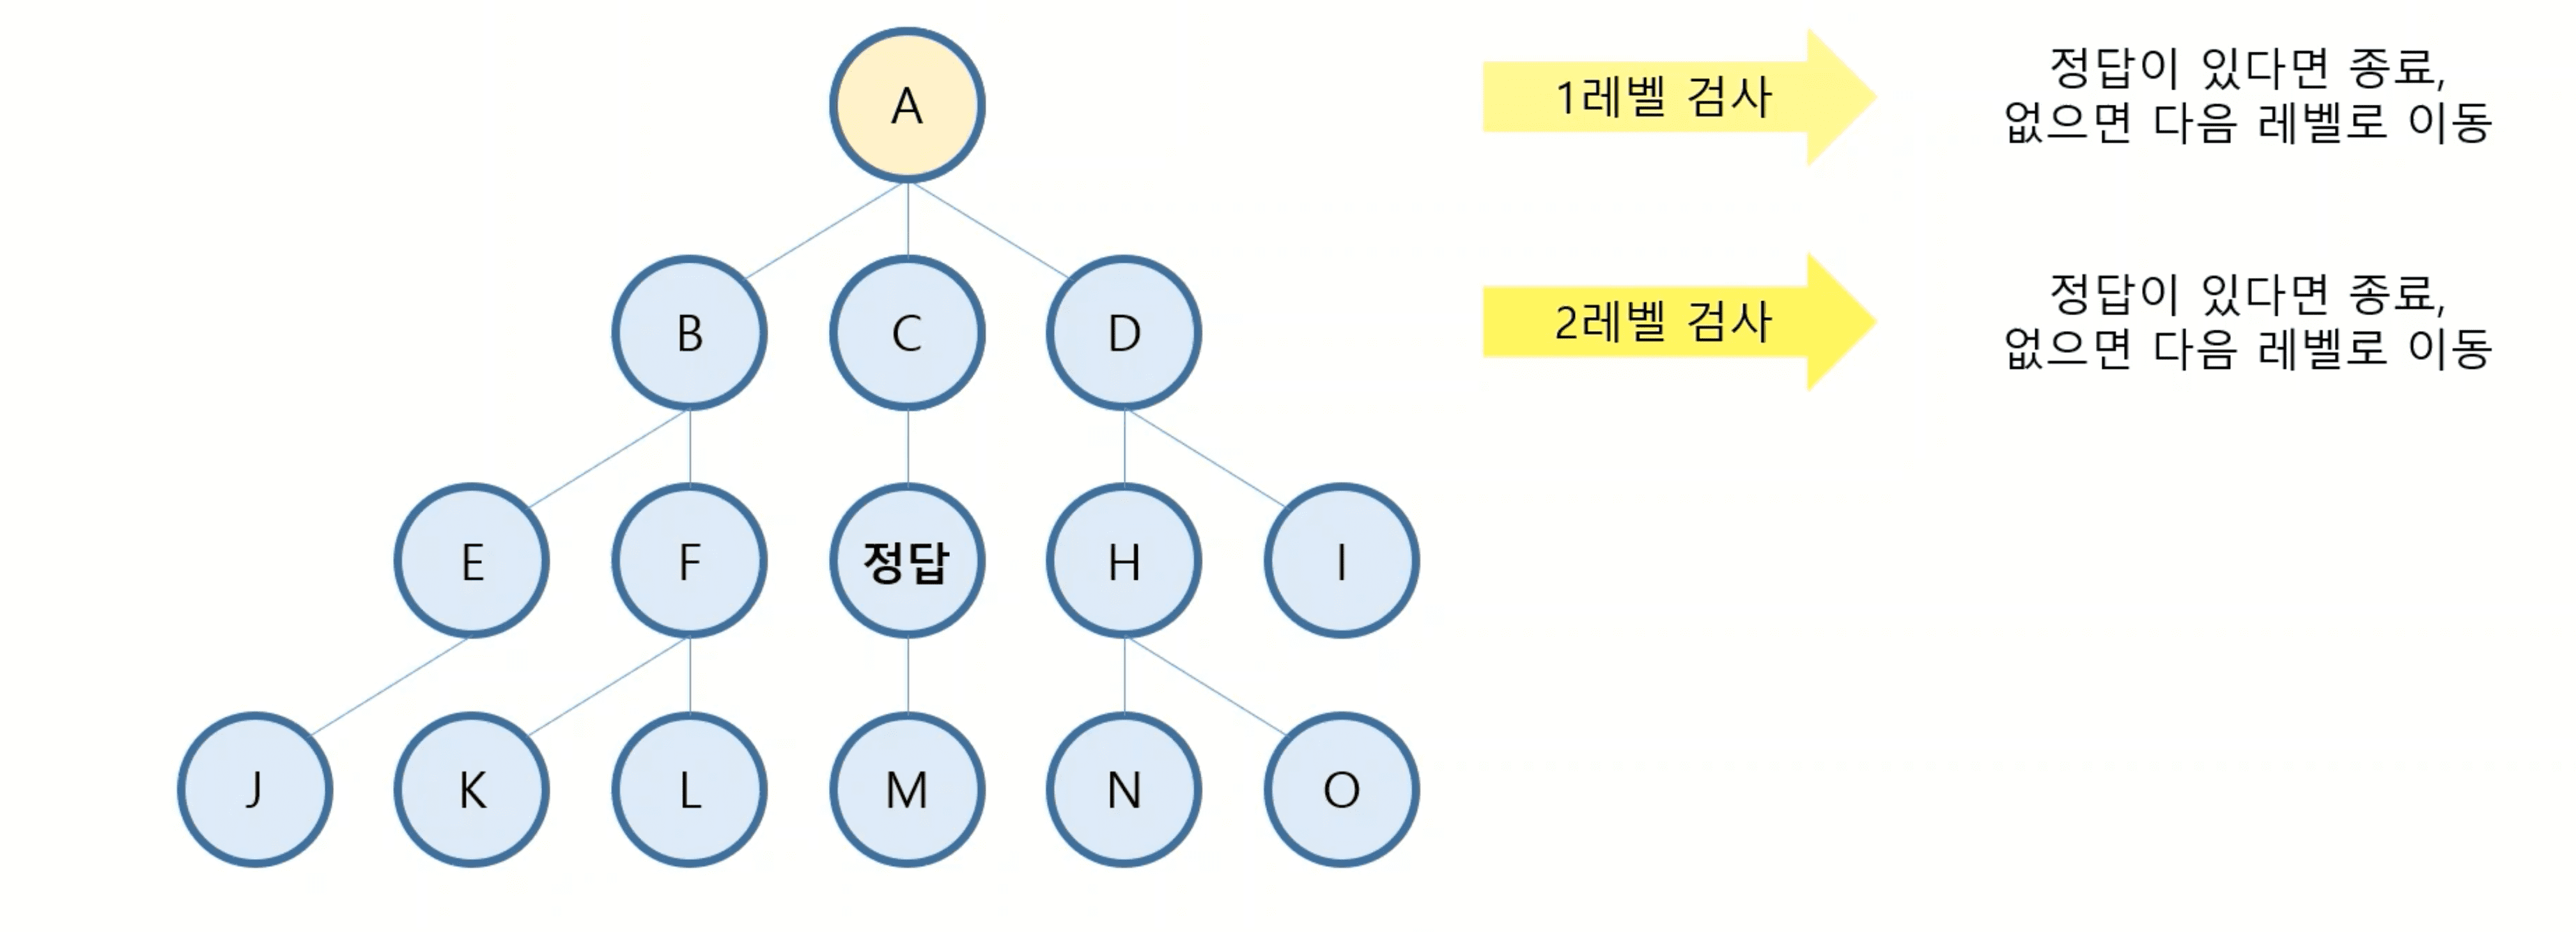 A
1레벨 검사
정답이 있다면 종료,
없으면 다음 레벨로 이동
B
C
D
2레벨 검사
정답이 있다면 종료,
없으면 다음 레벨로 이동
E
F
정답
H
I
J
K
L
M
N
O